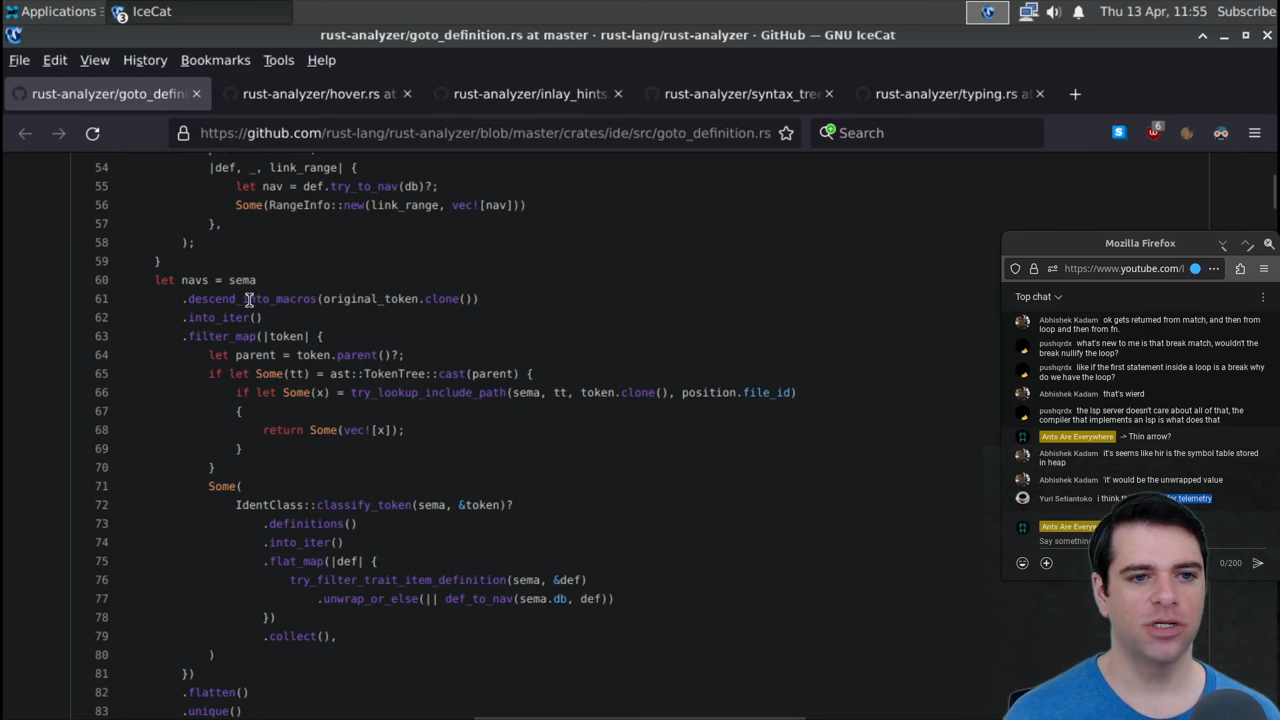 Applications
IceCat
Thu 13 Apr, 11:55
Subscribe
rust-analyzer/goto_definition.rs at master · rust-lang/rust-analyzer · GitHub — GNU IceCat
File Edit View History Bookmarks Tools Help
rust-analyzer/goto_defin
rust-analyzer/hover.rs at
rust-analyzer/inlay_hints
rust-analyzer/syntax_tree
rust-analyzer/typing.rs at
https://github.com/rust-lang/rust-analyzer/blob/master/crates/ide/src/goto_definition.rs
Search
6
54 |def, _, link_range| {
55 let nav = def.try_to_nav(db)?;
56 Some(RangeInfo::new(link_range, vec![nav]))
57 },
58 );
59 }
60 let navs = sema
61 .descend_into_macros(original_token.clone())
62 .into_iter()
63 .filter_map(|token| {
64 let parent = token.parent()?;
65 if let Some(tt) = ast::TokenTree::cast(parent) {
66 if let Some(x) = try_lookup_include_path(sema, tt, token.clone(), position.file_id)
67 {
68 return Some(vec![x]);
69 }
70 }
71 Some(
72 IdentClass::classify_token(sema, &token)?
73 .definitions()
74 .into_iter()
75 .flat_map(|def| {
76 try_filter_trait_item_definition(sema, &def)
77 .unwrap_or_else(|| def_to_nav(sema.db, def))
78 })
79 .collect(),
80 )
81 })
82 .flatten()
83 .unique()
Mozilla Firefox
https://www.youtube.com/l
Top chat
Abhishek Kadam ok gets returned from match, and then from
loop and then from fn.
pushqrdx what's new to me is that break match, wouldn't the
break nullify the loop?
pushqrdx like if the first statement inside a loop is a break why
do we have the loop?
Abhishek Kadam that's wierd
pushqrdx the lsp server doesn't care about all of that, the
compiler that implements an lsp is what does that
Ants Are Everywhere -> Thin arrow?
Abhishek Kadam it's seems like hir is the symbol table stored
in heap
Abhishek Kadam 'it' would be the unwrapped value
Yuri Setiantoko i think th for telemetry
Ants Are Every
Say something
0/200